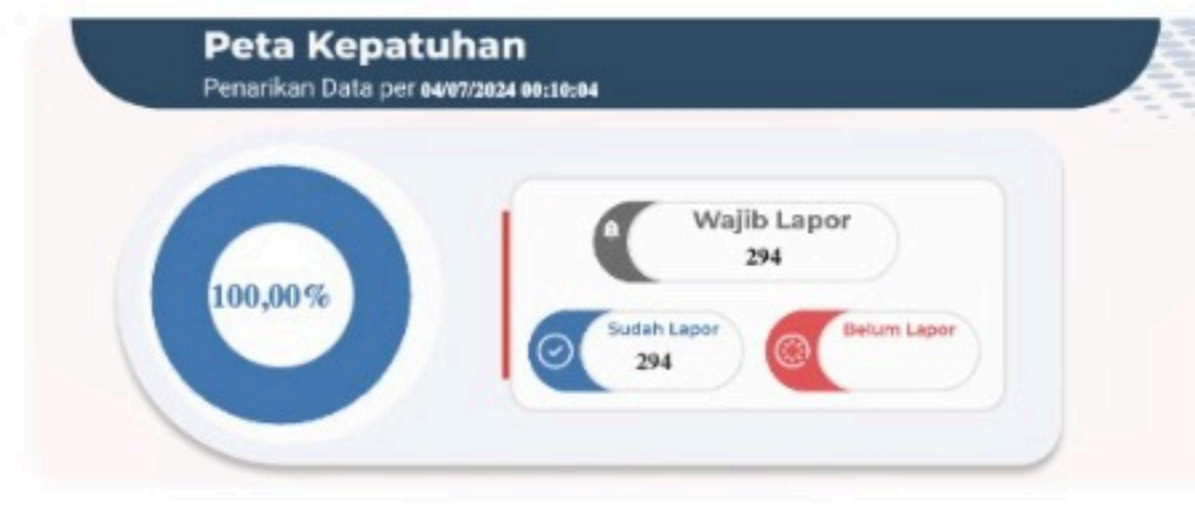 Peta Kepatuhan
Penarikan Data per 04/07/2024 00:10:04
100,00%
Wajib Lapor
294
Sudah Lapor
294
Belum Lapor